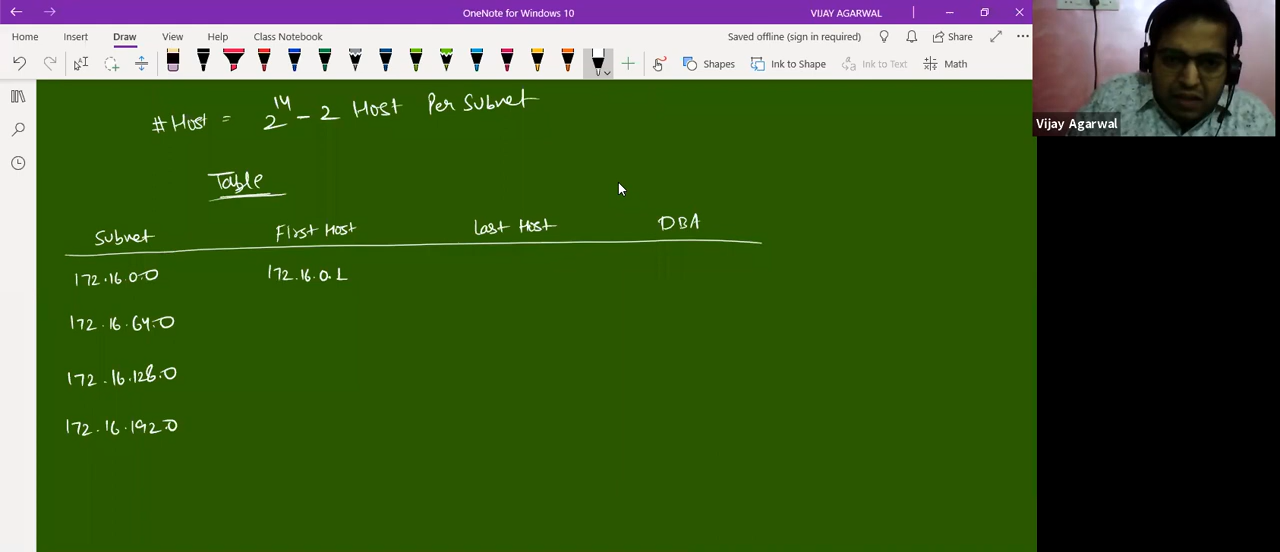 OneNote for Windows 10
VIJAY AGARWAL
Home Insert Draw View Help Class Notebook
Saved offline (sign in required) Share
Shapes Ink to Shape Ink to Text Math
# Host = 2^14 - 2 Host Per Subnet
Table
Subnet First Host Last Host DBA
172.16.0.0 172.16.0.1
172.16.64.0
172.16.128.0
172.16.192.0
Vijay Agarwal